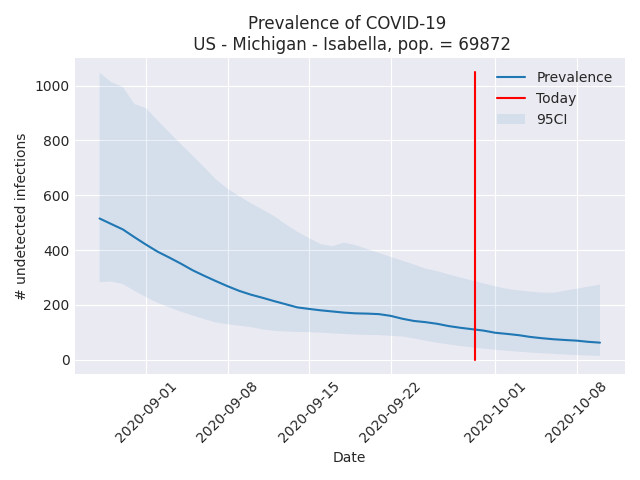 Prevalence of COVID-19
US - Michigan - Isabella, pop. = 69872
Prevalence
Today
95CI
# undetected infections
1000
800
600
400
200
0
2020-09-01
2020-09-08
2020-09-15
2020-09-22
2020-10-01
2020-10-08
Date